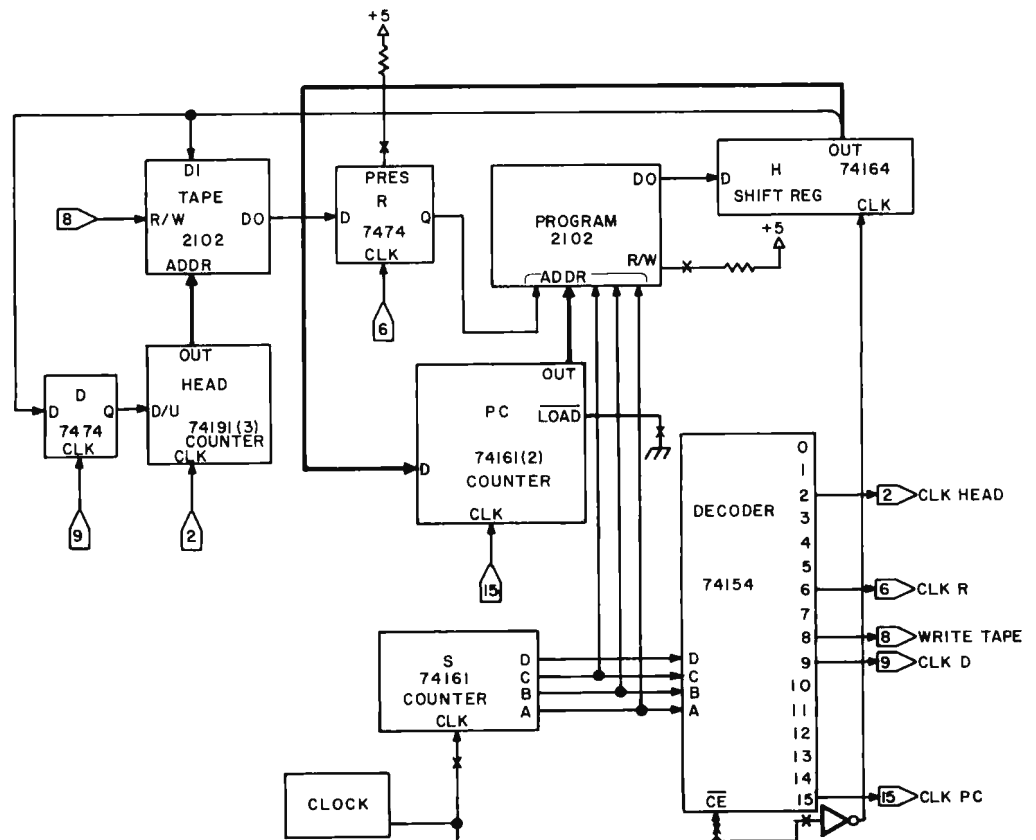 +5
DI
TAPE
R/W
DO
2102
ADDR
8
PRES
R
D
Q
7474
CLK
6
PROGRAM
2102
DO
R/W
ADDR
OUT
74164
D
H
SHIFT REG
CLK
+5
OUT
HEAD
D/U
74191(3)
COUNTER
CLK
2
D
D
Q
7474
CLK
9
OUT
PC
LOAD
74161(2)
D
COUNTER
CLK
15
DECODER
74154
0
1
2
3
4
5
6
7
8
9
10
11
12
13
14
15
D
C
B
A
CE
2 CLK HEAD
6 CLK R
8 WRITE TAPE
9 CLK D
15 CLK PC
S
74161
COUNTER
CLK
D
C
B
A
CLOCK